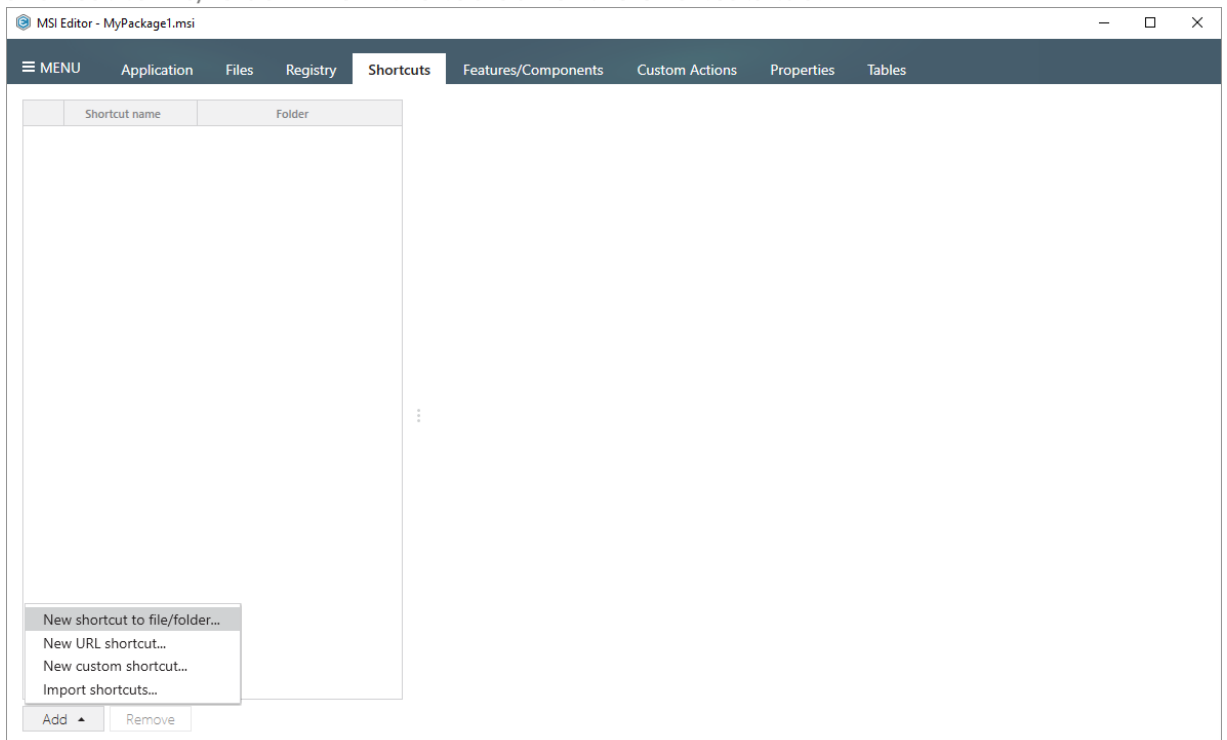 MSI Editor - MyPackage1.msi
MENU Application Files Registry Shortcuts Features/Components Custom Actions Properties Tables
Shortcut name Folder
New shortcut to file/folder...
New URL shortcut...
New custom shortcut...
Import shortcuts...
Add Remove